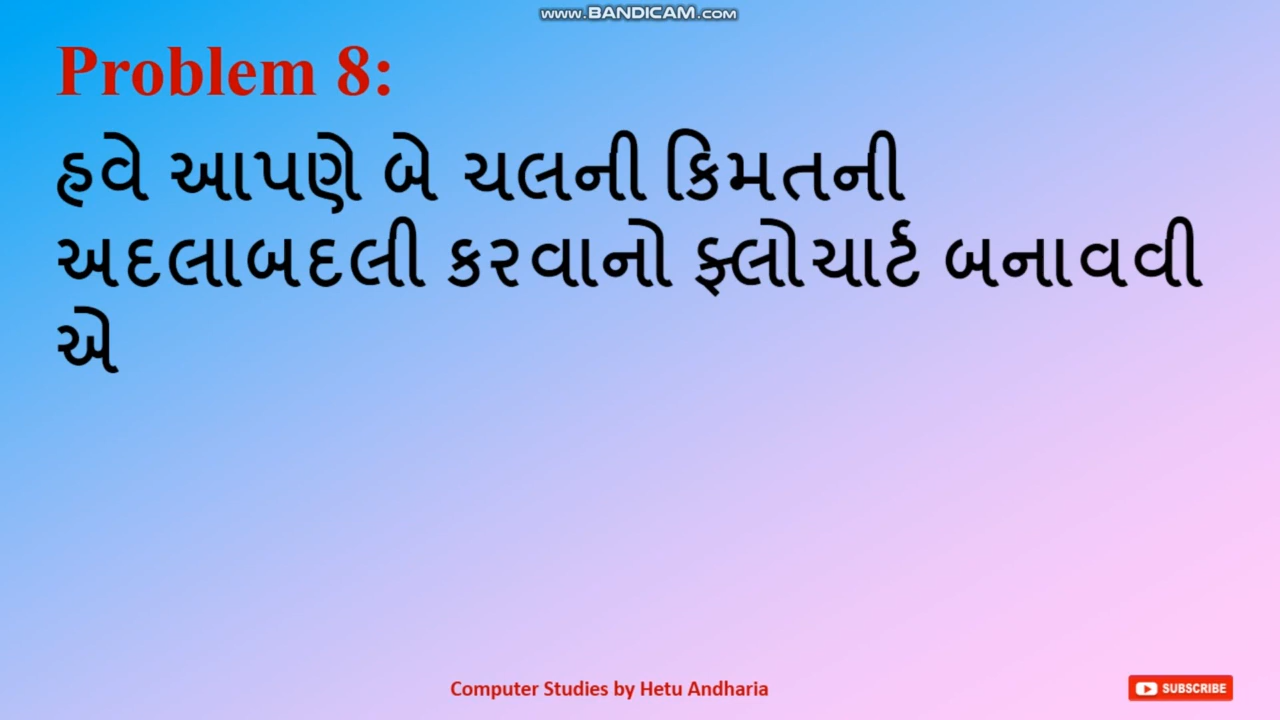 www.BANDICAM.com
Problem 8:
હવે આપણે બે ચલની કિમતની
અદલાબદલી કરવાનો ફ્લોચાર્ટ બનાવવી
એ
Computer Studies by Hetu Andharia
SUBSCRIBE